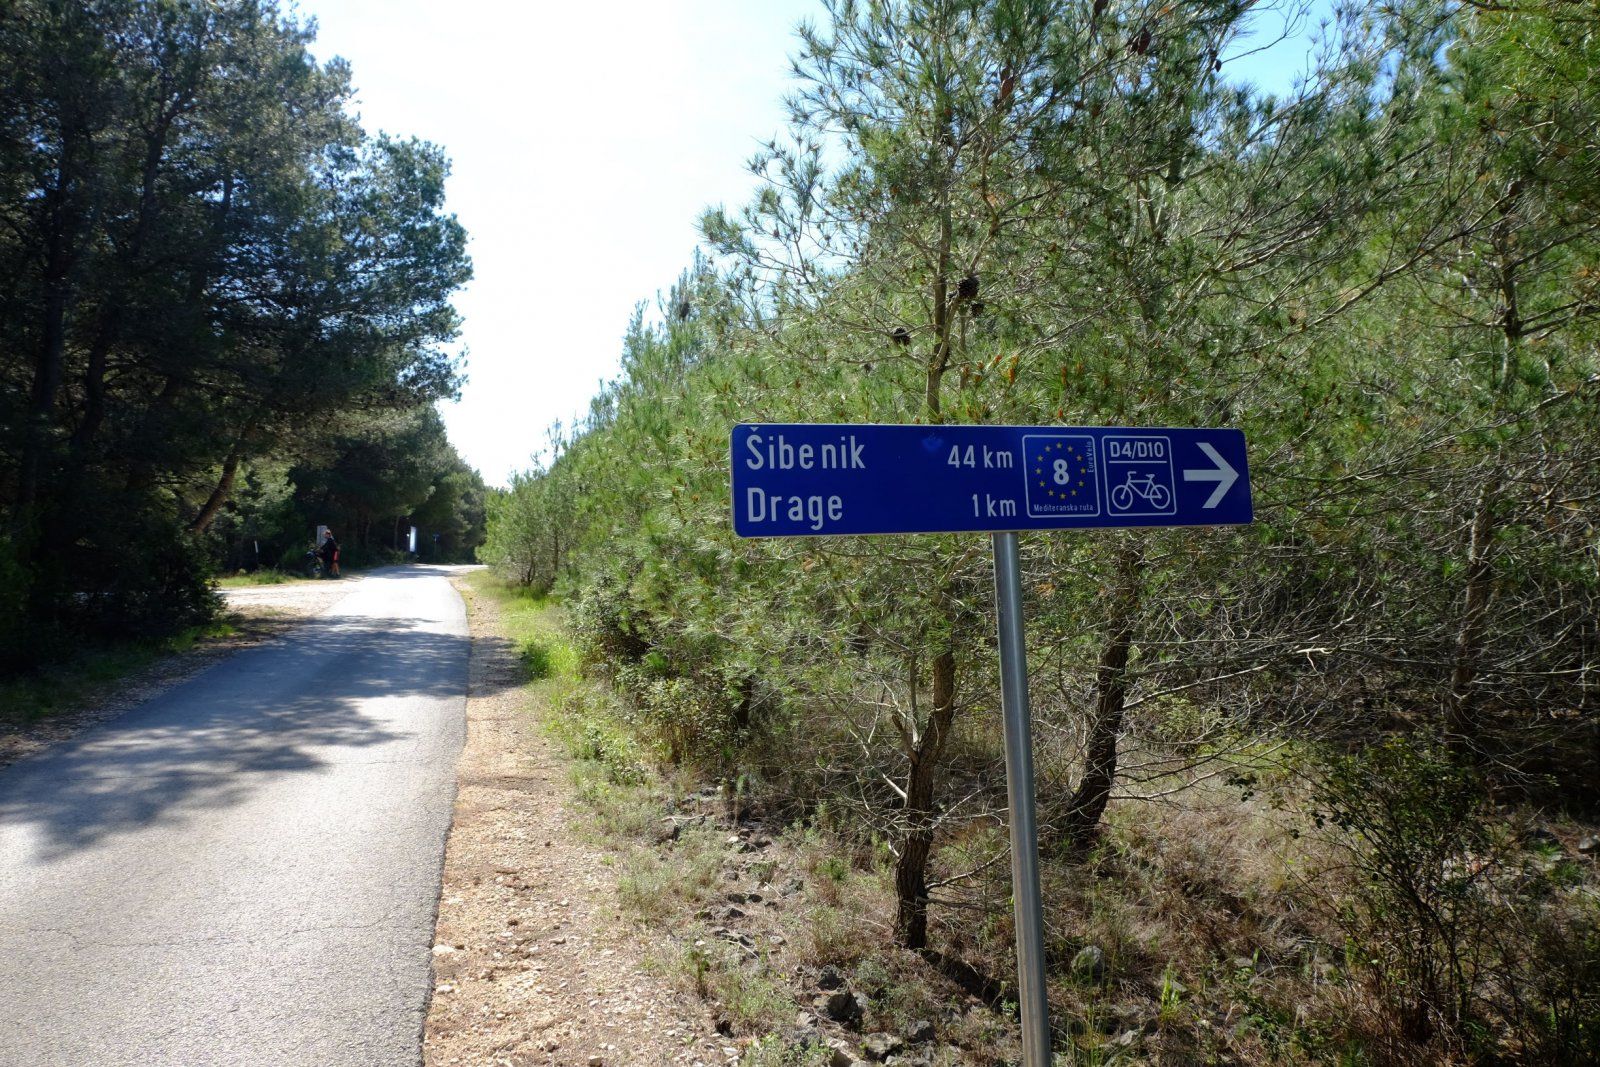 Šibenik 44 km
Drage 1 km
8
EuroVelo
Mediteranska ruta
D4/D10